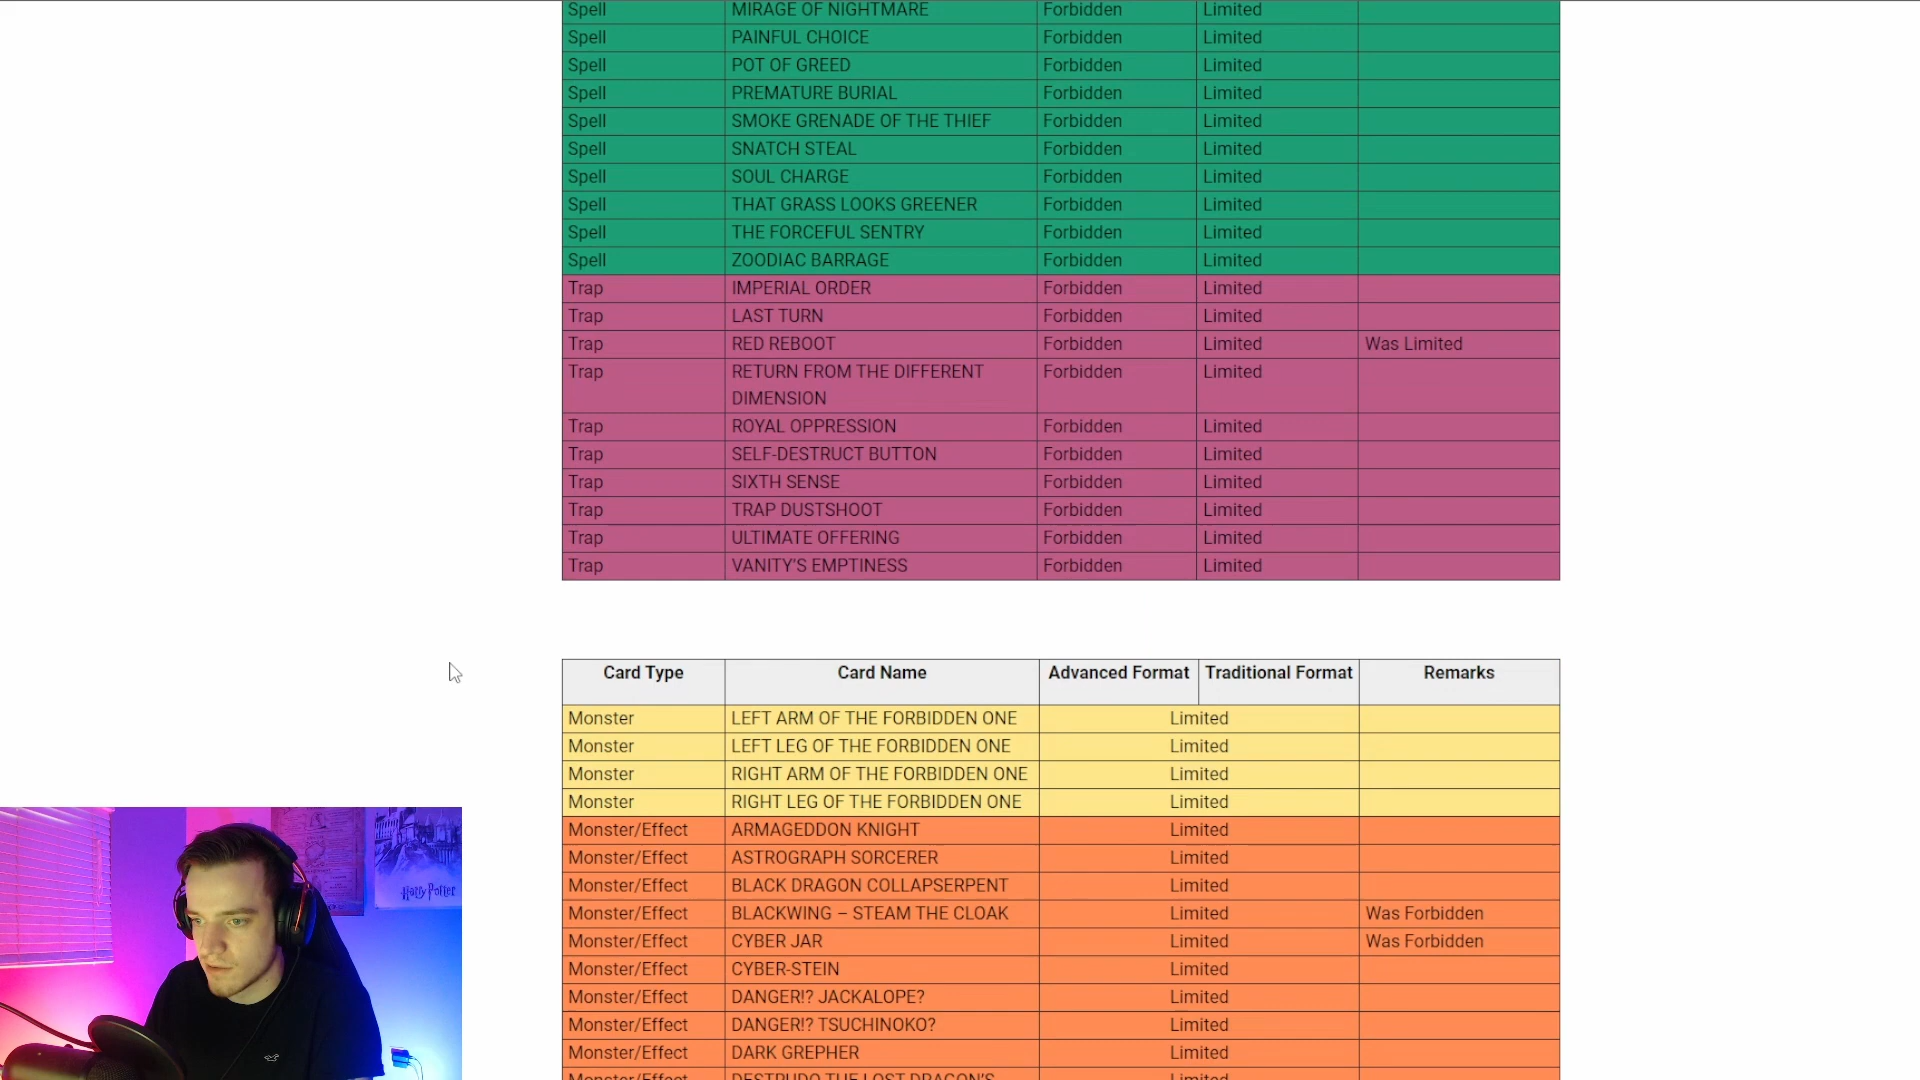 Spell MIRAGE OF NIGHTMARE Forbidden Limited
Spell PAINFUL CHOICE Forbidden Limited
Spell POT OF GREED Forbidden Limited
Spell PREMATURE BURIAL Forbidden Limited
Spell SMOKE GRENADE OF THE THIEF Forbidden Limited
Spell SNATCH STEAL Forbidden Limited
Spell SOUL CHARGE Forbidden Limited
Spell THAT GRASS LOOKS GREENER Forbidden Limited
Spell THE FORCEFUL SENTRY Forbidden Limited
Spell ZOODIAC BARRAGE Forbidden Limited
Trap IMPERIAL ORDER Forbidden Limited
Trap LAST TURN Forbidden Limited
Trap RED REBOOT Forbidden Limited Was Limited
Trap RETURN FROM THE DIFFERENT Forbidden Limited
DIMENSION
Trap ROYAL OPPRESSION Forbidden Limited
Trap SELF-DESTRUCT BUTTON Forbidden Limited
Trap SIXTH SENSE Forbidden Limited
Trap TRAP DUSTSHOOT Forbidden Limited
Trap ULTIMATE OFFERING Forbidden Limited
Trap VANITY'S EMPTINESS Forbidden Limited
Card Type Card Name Advanced Format Traditional Format Remarks
Monster LEFT ARM OF THE FORBIDDEN ONE Limited
Monster LEFT LEG OF THE FORBIDDEN ONE Limited
Monster RIGHT ARM OF THE FORBIDDEN ONE Limited
Monster RIGHT LEG OF THE FORBIDDEN ONE Limited
Monster/Effect ARMAGEDDON KNIGHT Limited
Monster/Effect ASTROGRAPH SORCERER Limited
Monster/Effect BLACK DRAGON COLLAPSERPENT Limited
Monster/Effect BLACKWING – STEAM THE CLOAK Limited Was Forbidden
Monster/Effect CYBER JAR Limited Was Forbidden
Monster/Effect CYBER-STEIN Limited
Monster/Effect DANGER!? JACKALOPE? Limited
Monster/Effect DANGER!? TSUCHINOKO? Limited
Monster/Effect DARK GREPHER Limited
Monster/Effect DESTRUDO THE LOST DRAGON'S Limited
Harry Potter